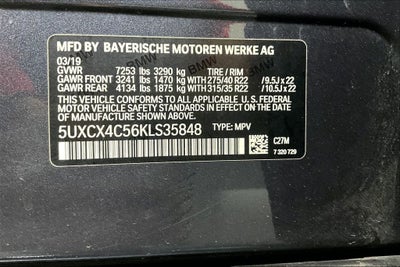 MFD BY BAYERISCHE MOTOREN WERKE AG
03/19
GVWR 7253 lbs 3290 kg TIRE / RIM
GAWR FRONT 3241 lbs 1470 kg with 275/40 R22 / 9.5J x 22
GAWR REAR 4134 lbs 1875 kg with 315/35 R22 / 10.5J x 22
THIS VEHICLE CONFORMS TO ALL APPLICABLE U.S. FEDERAL
MOTOR VEHICLE SAFETY STANDARDS IN EFFECT ON THE
DATE OF MANUFACTURE SHOWN ABOVE.
5UXCX4C56KLS35848 TYPE: MPV
C27M
7 320 729